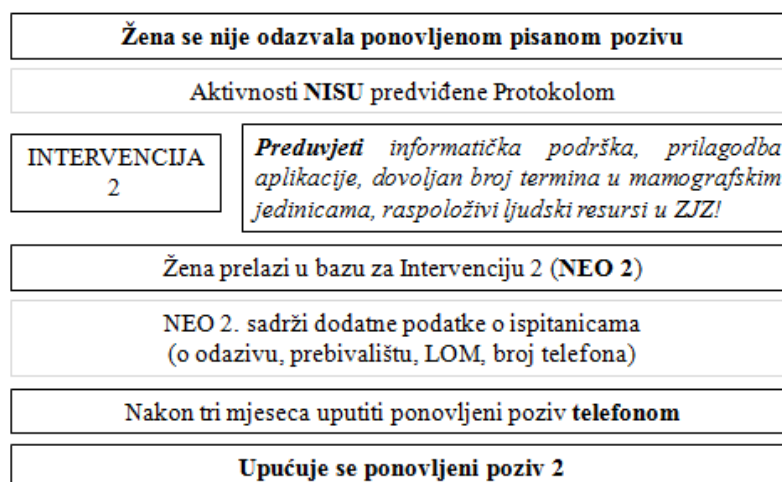 Žena se nije odazvala ponovljenom pisanom pozivu
Aktivnosti NISU predviđene Protokolom
INTERVENCIJA
2
Preduvjeti informatička podrška, prilagodba
aplikacije, dovoljan broj termina u mamografskim
jedinicama, raspoloživi ljudski resursi u ZJZ!
Žena prelazi u bazu za Intervenciju 2 (NEO 2)
NEO 2. sadrži dodatne podatke o ispitanicama
(o odazivu, prebivalištu, LOM, broj telefona)
Nakon tri mjeseca uputiti ponovljeni poziv telefonom
Upućuje se ponovljeni poziv 2